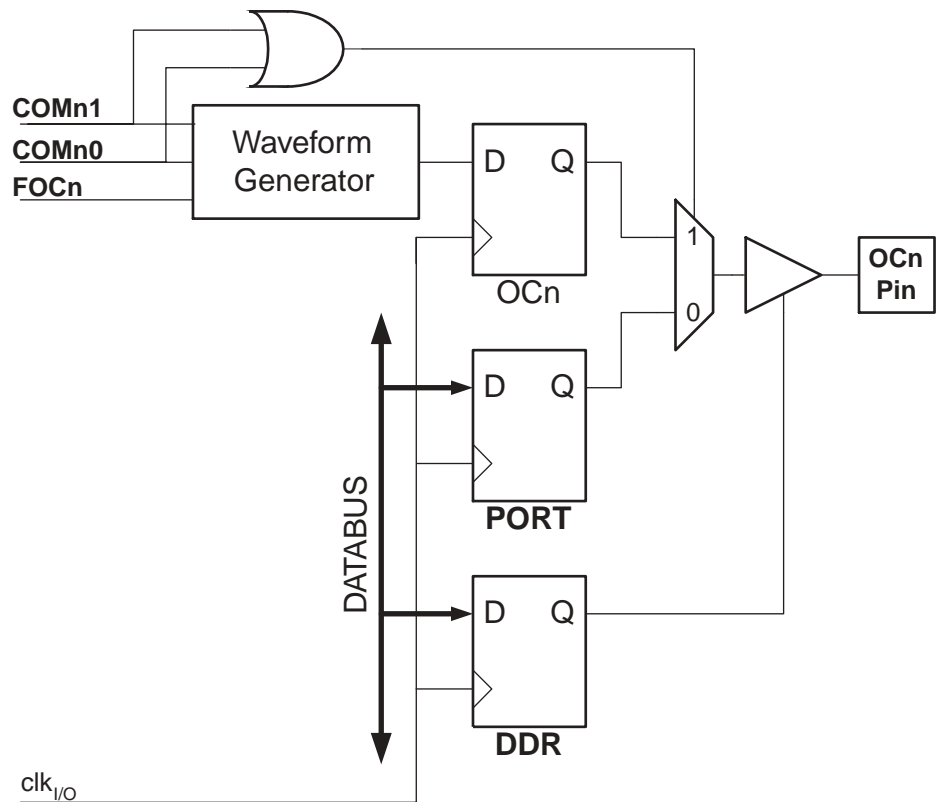 COMn1
COMn0
FOCn
Waveform
Generator
D Q
OCn
1
0
OCn
Pin
D Q
PORT
DATABUS
D Q
DDR
clkI/O